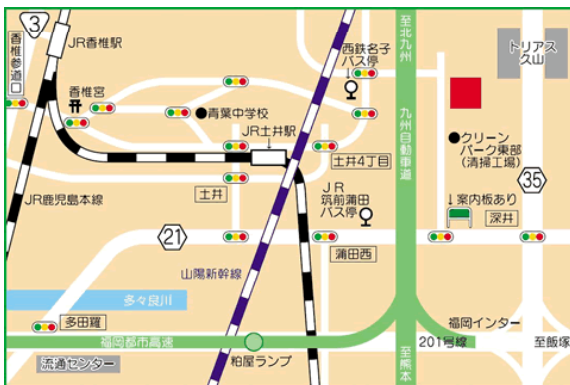 3
JR香椎駅
香椎参道口
香椎宮
青葉中学校
JR土井駅
西鉄名子
バス停
至北九州
九州自動車道
トリアス
久山
クリーン
パーク東部
(清掃工場)
35
土井4丁目
土井
JR
筑前蒲田
バス停
↓案内板あり
深井
JR鹿児島本線
21
蒲田西
山陽新幹線
多々良川
多田羅
福岡都市高速
流通センター
粕屋ランプ
福岡インター
201号線
至飯塚
至熊本